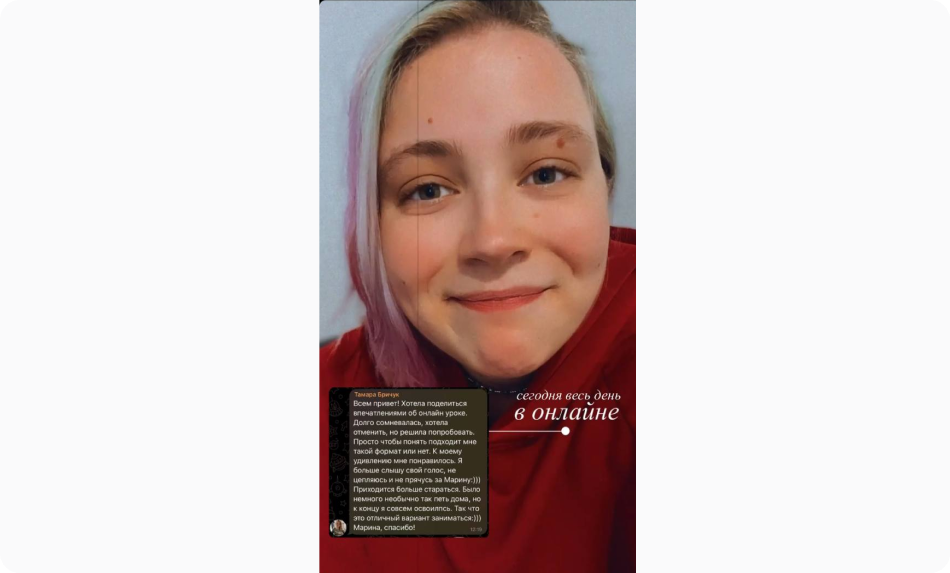 сегодня весь день
в онлайне
Тамара Бричук
Всем привет! Хотела поделиться
впечатлениями об онлайн уроке.
Долго сомневалась, хотела
отменить, но решила попробовать.
Просто чтобы понять подходит мне
такой формат или нет. К моему
удивлению мне понравилось. Я
больше слышу свой голос, не
цепляюсь и не прячусь за Марину:)))
Приходится больше стараться. Было
немного необычно так петь дома, но
к концу я совсем освоилпсь. Так что
это отличный вариант заниматься:)))
Марина, спасибо!
12:19